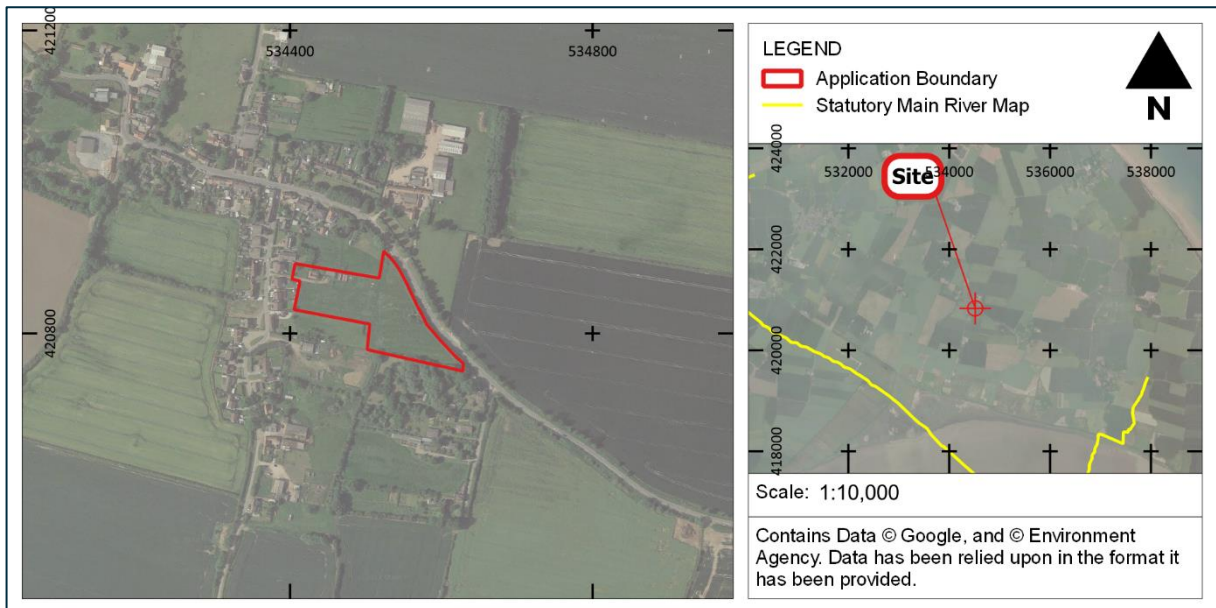 421200
534400
534800
420800
LEGEND
Application Boundary
Statutory Main River Map
N
424000
532000
Site
534000
536000
538000
422000
420000
418000
Scale: 1:10,000
Contains Data © Google, and © Environment
Agency. Data has been relied upon in the format it
has been provided.